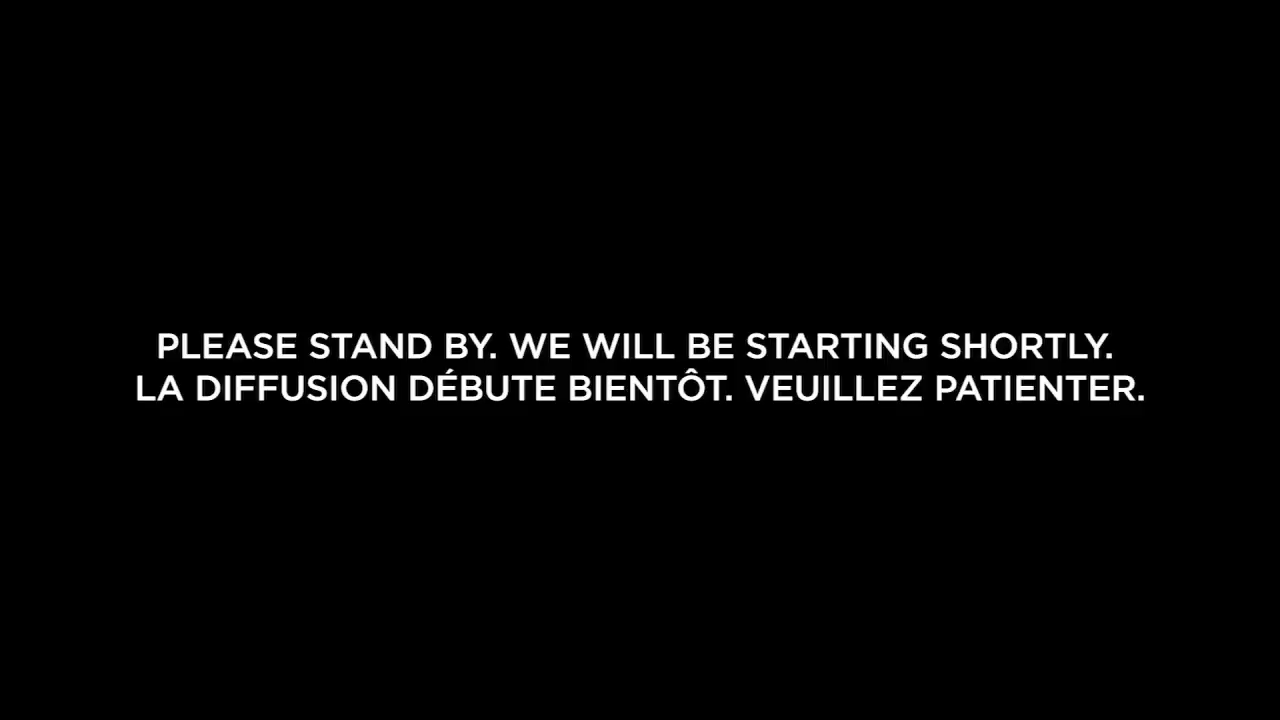 PLEASE STAND BY. WE WILL BE STARTING SHORTLY.
LA DIFFUSION DÉBUTE BIENTÔT. VEUILLEZ PATIENTER.